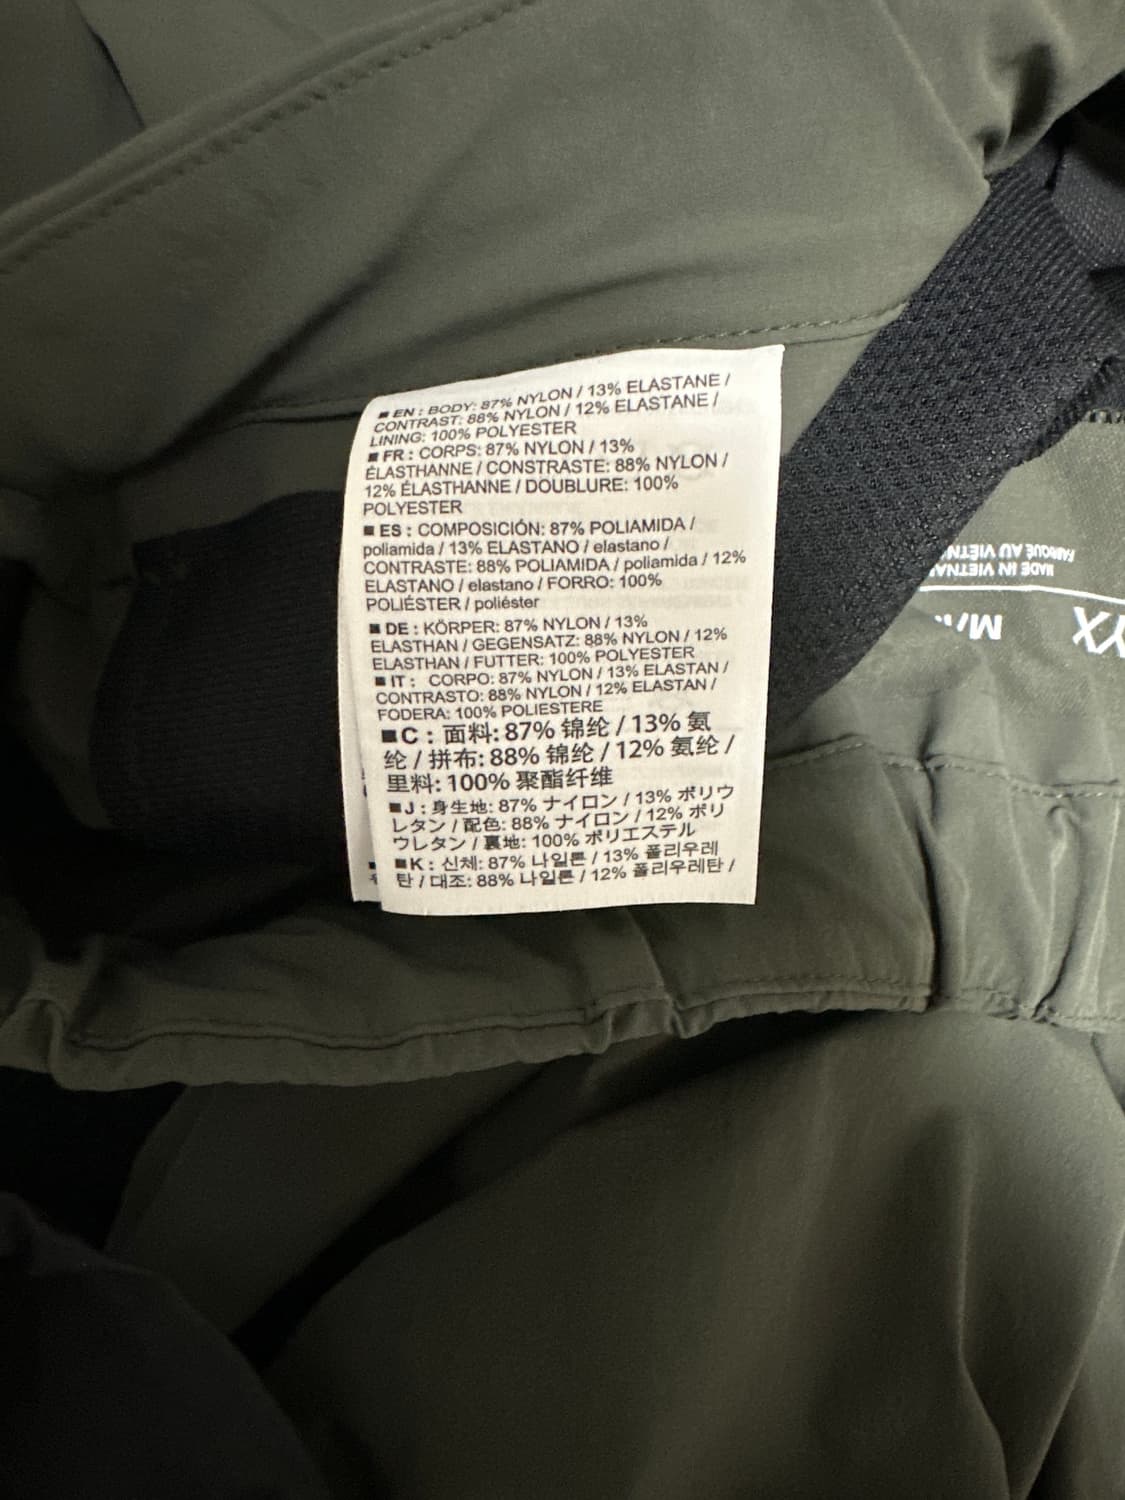 ■ EN : BODY: 87% NYLON / 13% ELASTANE /
CONTRAST: 88% NYLON / 12% ELASTANE /
LINING: 100% POLYESTER
■ FR : CORPS: 87% NYLON / 13%
ÉLASTHANNE / CONSTRASTE: 88% NYLON /
12% ÉLASTHANNE / DOUBLURE: 100%
POLYESTER
■ ES : COMPOSICIÓN: 87% POLIAMIDA /
poliamida / 13% ELASTANO / elastano /
CONTRASTE: 88% POLIAMIDA / poliamida / 12%
ELASTANO / elastano / FORRO: 100%
POLIÉSTER / poliéster
■ DE : KÖRPER: 87% NYLON / 13%
ELASTHAN / GEGENSATZ: 88% NYLON / 12%
ELASTHAN / FUTTER: 100% POLYESTER
■ IT : CORPO: 87% NYLON / 13% ELASTAN /
CONTRASTO: 88% NYLON / 12% ELASTAN /
FODERA: 100% POLIESTERE
■ C : 面料: 87% 锦纶 / 13% 氨
纶 / 拼布: 88% 锦纶 / 12% 氨纶 /
里料: 100% 聚酯纤维
■ J : 身生地: 87% ナイロン / 13% ポリウ
レタン / 配色: 88% ナイロン / 12% ポリ
ウレタン / 裏地: 100% ポリエステル
■ K : 신체: 87% 나일론 / 13% 폴리우레
탄 / 대조: 88% 나일론 / 12% 폴리우레탄 /
MADE IN VIETNAM
FABRIQUÉ AU VIETNAM